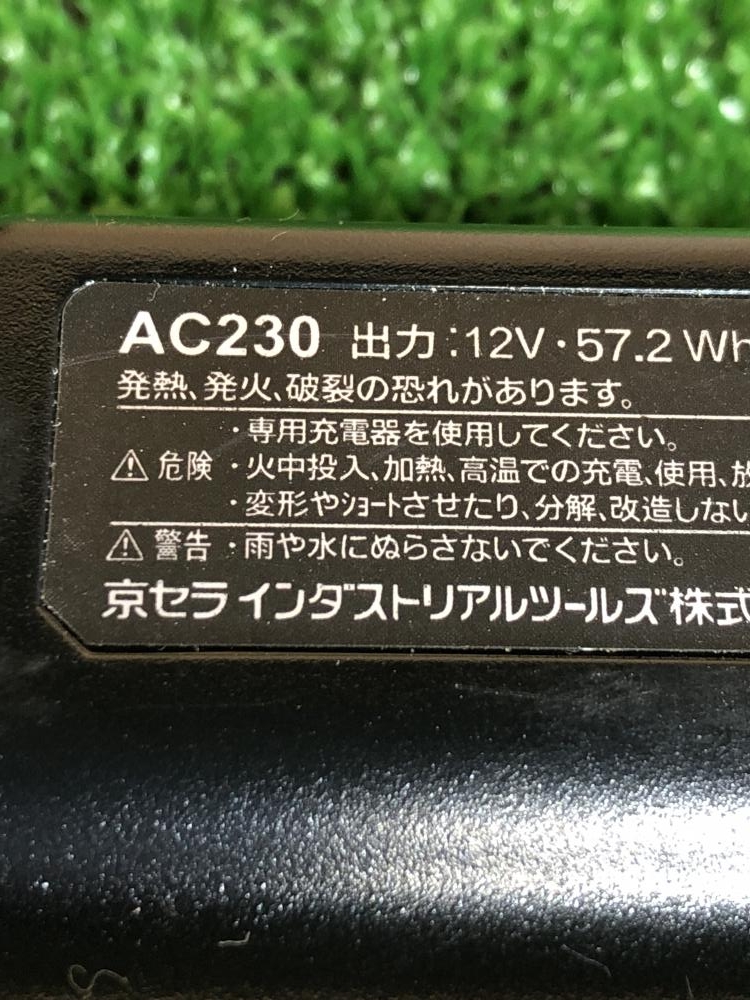 AC230 出力:12V・57.2 Wh
発熱、発火、破裂の恐れがあります。
・専用充電器を使用してください。
⚠ 危険 ・火中投入、加熱、高温での充電、使用、放
・変形やショートさせたり、分解、改造しない
⚠ 警告 ・雨や水にぬらさないでください。
京セラ インダストリアルツールズ株式